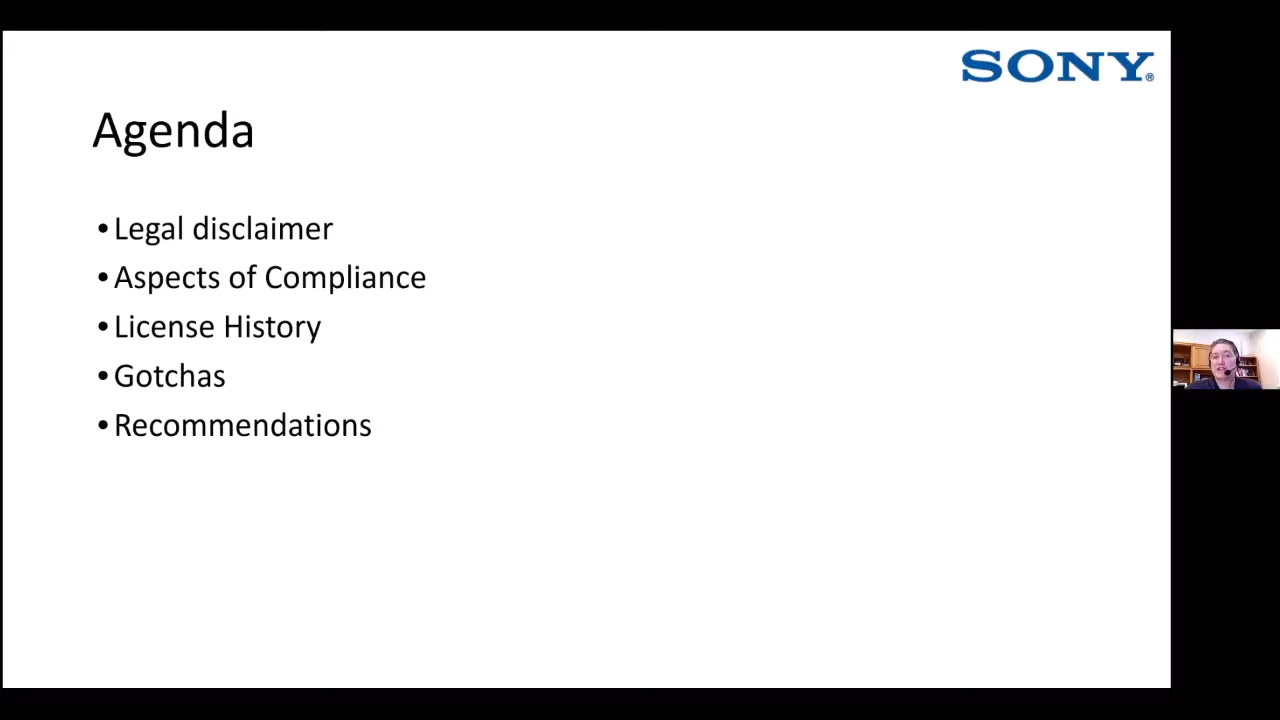 SONY®
Agenda
•Legal disclaimer
•Aspects of Compliance
•License History
•Gotchas
•Recommendations